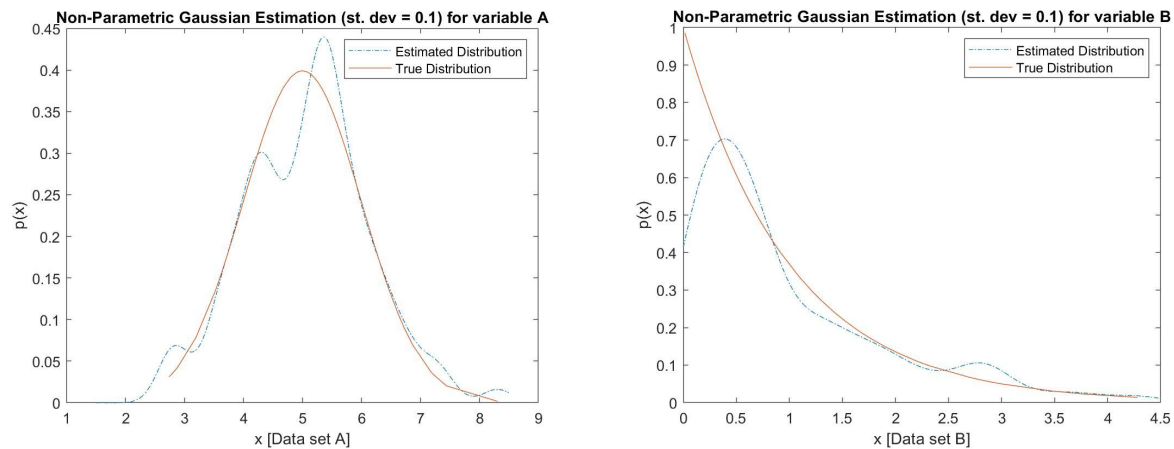 Non-Parametric Gaussian Estimation (st. dev = 0.1) for variable A
0.45
0.4
0.35
0.3
0.25
0.2
0.15
0.1
0.05
0
p(x)
Estimated Distribution
True Distribution
1 2 3 4 5 6 7 8 9
x [Data set A]
Non-Parametric Gaussian Estimation (st. dev = 0.1) for variable B
1
0.9
0.8
0.7
0.6
0.5
0.4
0.3
0.2
0.1
0
p(x)
Estimated Distribution
True Distribution
0 0.5 1 1.5 2 2.5 3 3.5 4 4.5
x [Data set B]